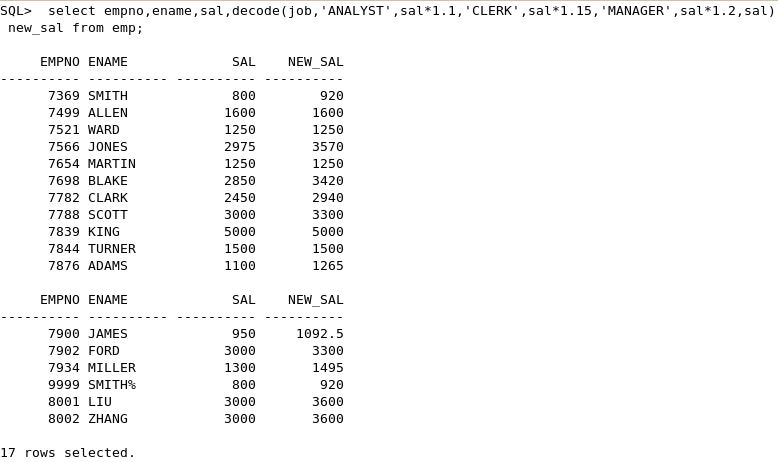 SQL>  select empno,ename,sal,decode(job,'ANALYST',sal*1.1,'CLERK',sal*1.15,'MANAGER',sal*1.2,sal)
 new_sal from emp;

     EMPNO ENAME             SAL    NEW_SAL
---------- ---------- ---------- ----------
      7369 SMITH             800        920
      7499 ALLEN            1600       1600
      7521 WARD             1250       1250
      7566 JONES            2975       3570
      7654 MARTIN           1250       1250
      7698 BLAKE            2850       3420
      7782 CLARK            2450       2940
      7788 SCOTT            3000       3300
      7839 KING             5000       5000
      7844 TURNER           1500       1500
      7876 ADAMS            1100       1265

     EMPNO ENAME             SAL    NEW_SAL
---------- ---------- ---------- ----------
      7900 JAMES             950     1092.5
      7902 FORD             3000       3300
      7934 MILLER           1300       1495
      9999 SMITH%            800        920
      8001 LIU              3000       3600
      8002 ZHANG            3000       3600

17 rows selected.